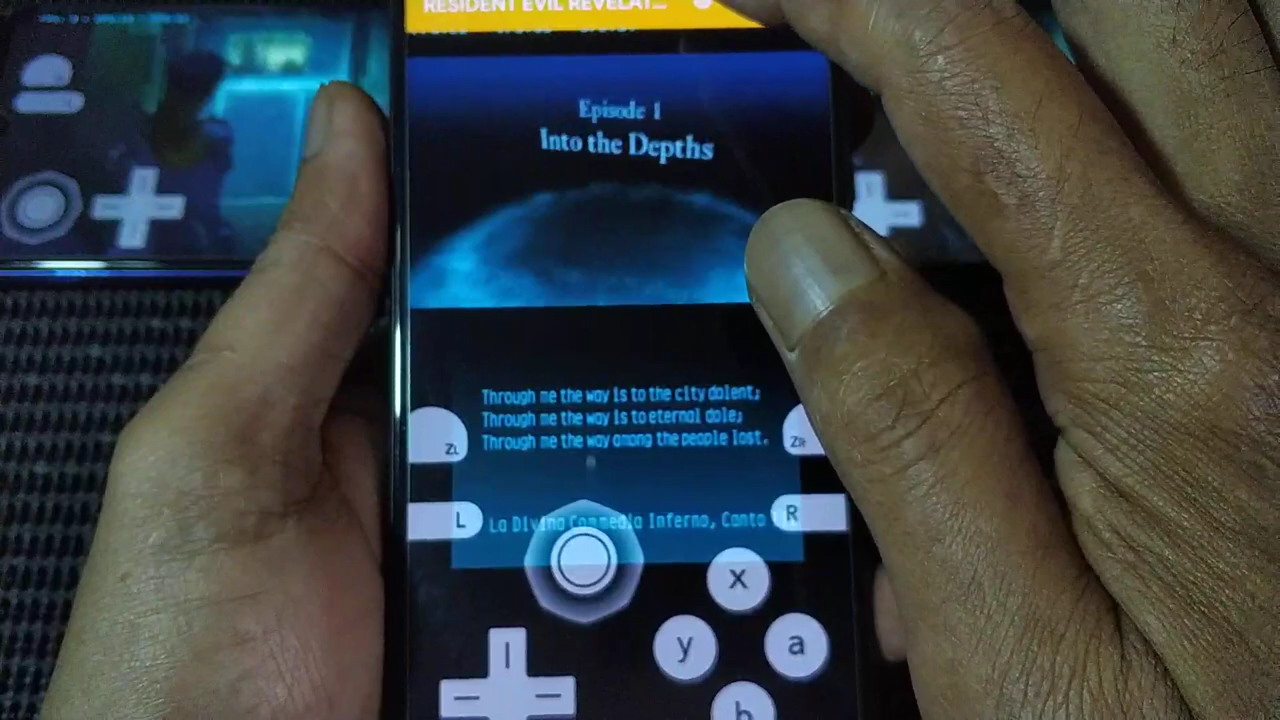 RESIDENT EVIL REVELAT...
Episode 1
Into the Depths
Through me the way is to the city dolent;
Through me the way is to eternal dole;
Through me the way among the people lost.
ZL
ZR
L
R
La Divina Commedia Inferno, Canto
x
y
a
b